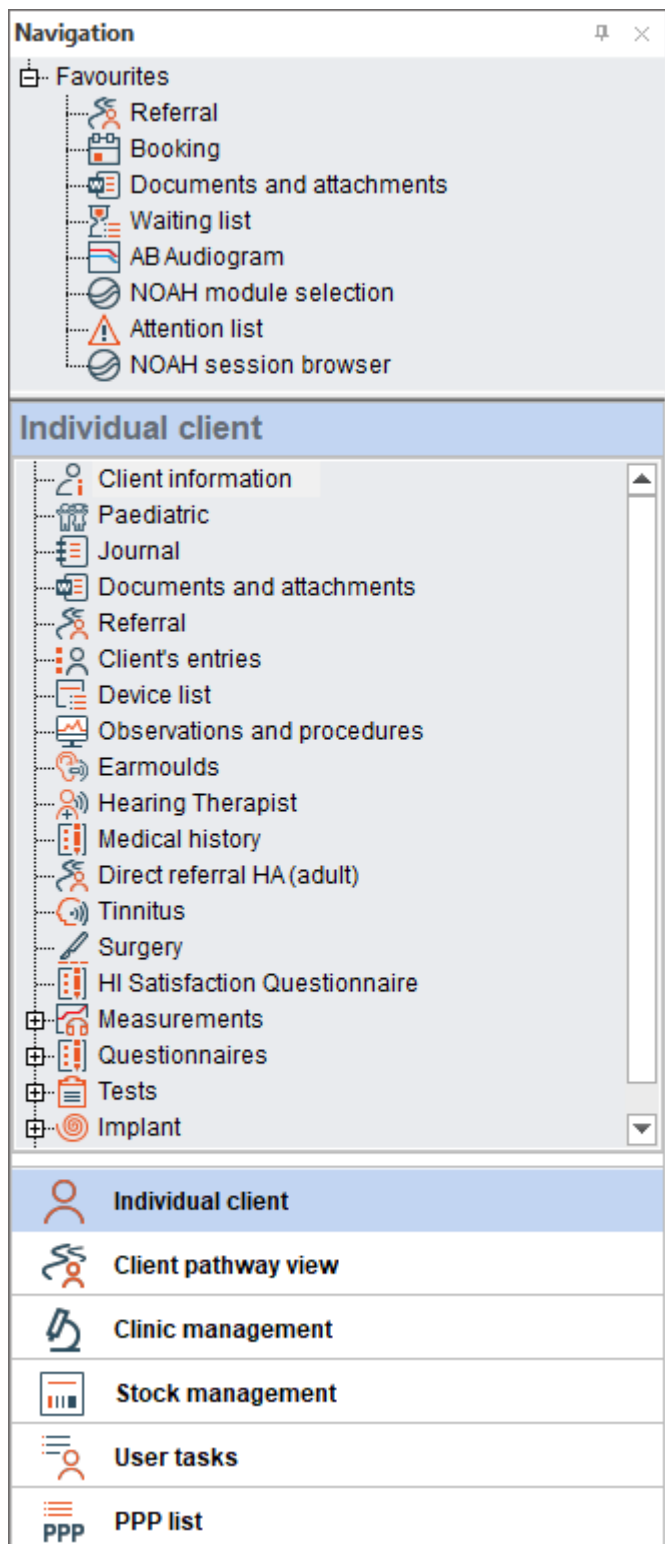 Navigation
Favourites
Referral
Booking
Documents and attachments
Waiting list
AB Audiogram
NOAH module selection
Attention list
NOAH session browser
Individual client
Client information
Paediatric
Journal
Documents and attachments
Referral
Client's entries
Device list
Observations and procedures
Earmoulds
Hearing Therapist
Medical history
Direct referral HA (adult)
Tinnitus
Surgery
HI Satisfaction Questionnaire
Measurements
Questionnaires
Tests
Implant
Individual client
Client pathway view
Clinic management
Stock management
User tasks
PPP PPP list